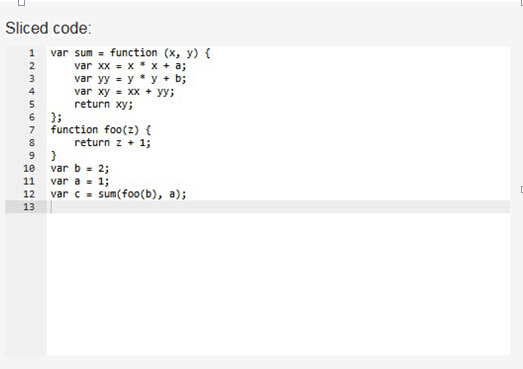 Sliced code:
1 var sum = function (x, y) {
2 var xx = x * x + a;
3 var yy = y * y + b;
4 var xy = xx + yy;
5 return xy;
6 };
7 function foo(z) {
8 return z + 1;
9 }
10 var b = 2;
11 var a = 1;
12 var c = sum(foo(b), a);
13